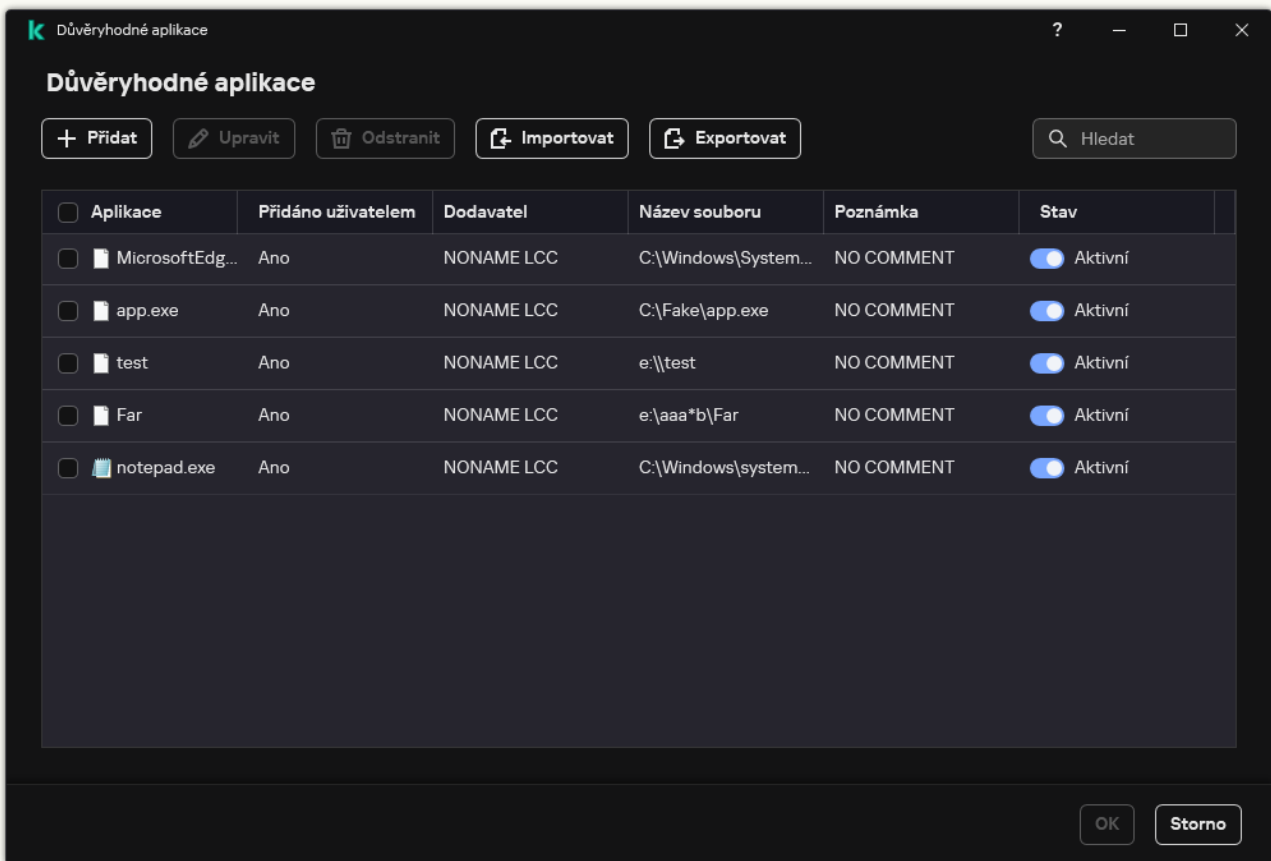 Důvěryhodné aplikace ?
Důvěryhodné aplikace
Přidat Upravit Odstranit Importovat Exportovat Hledat
Aplikace Přidáno uživatelem Dodavatel Název souboru Poznámka Stav
MicrosoftEdg... Ano NONAME LCC C:\Windows\System... NO COMMENT Aktivní
app.exe Ano NONAME LCC C:\Fake\app.exe NO COMMENT Aktivní
test Ano NONAME LCC e:\\test NO COMMENT Aktivní
Far Ano NONAME LCC e:\aaa*b\Far NO COMMENT Aktivní
notepad.exe Ano NONAME LCC C:\Windows\system... NO COMMENT Aktivní
OK Storno